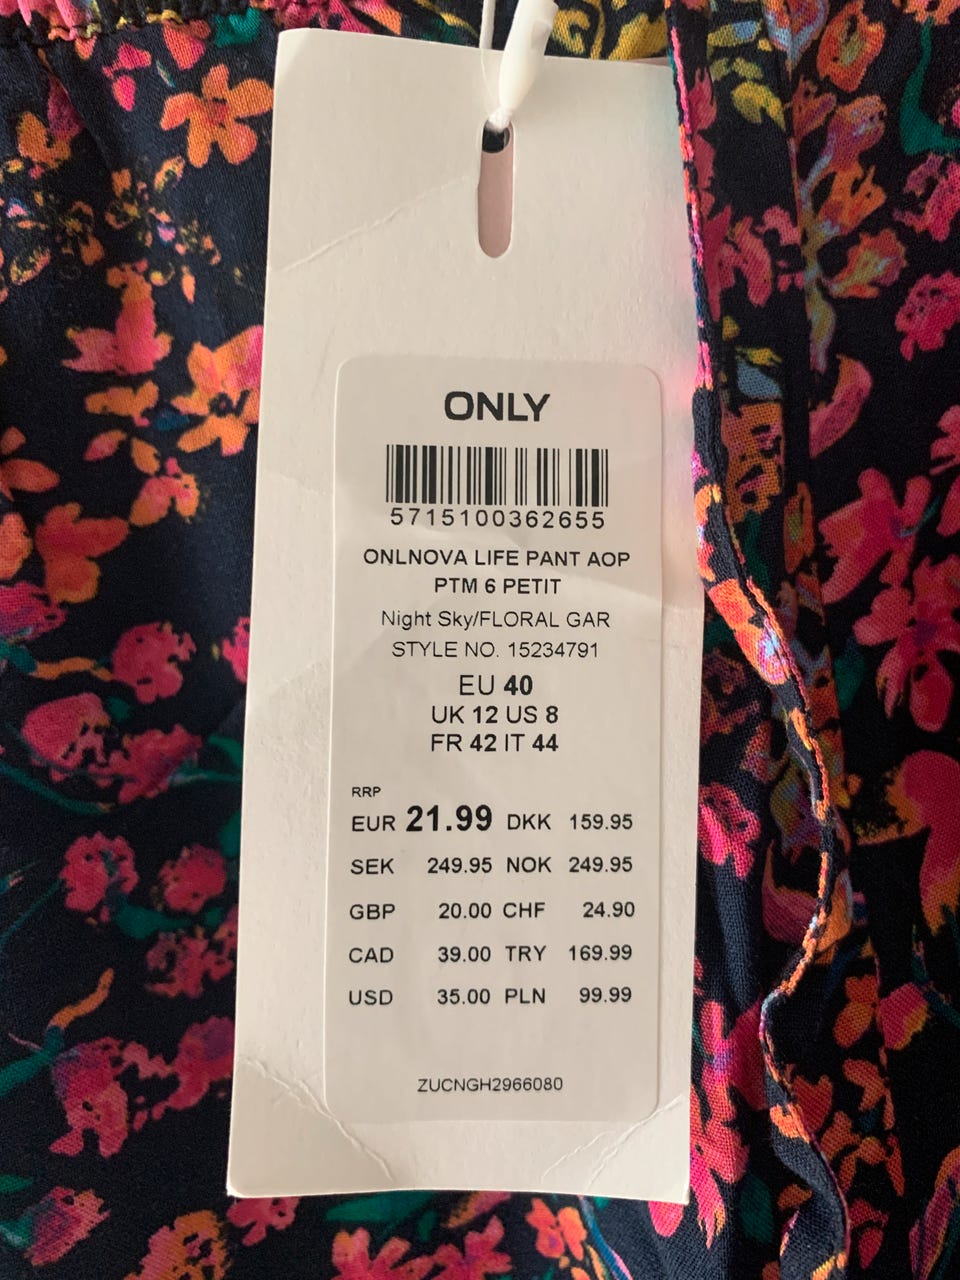 ONLY
5715100362655
ONLNOVA LIFE PANT AOP
PTM 6 PETIT
Night Sky/FLORAL GAR
STYLE NO. 15234791
EU 40
UK 12 US 8
FR 42 IT 44
RRP
EUR 21.99 DKK 159.95
SEK 249.95 NOK 249.95
GBP 20.00 CHF 24.90
CAD 39.00 TRY 169.99
USD 35.00 PLN 99.99
ZUCNGH2966080